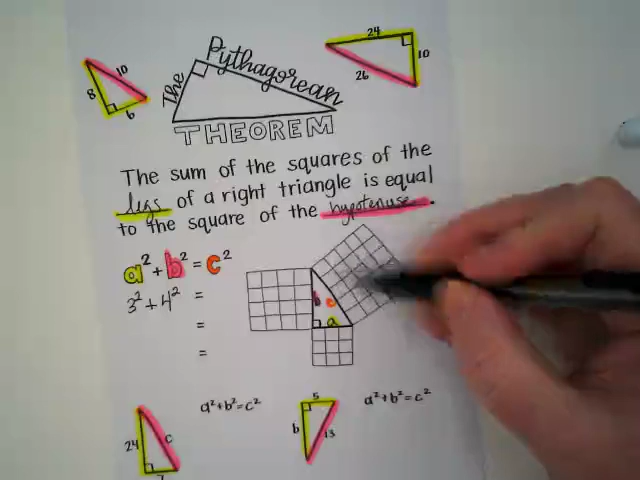 The Pythagorean
THEOREM
8
10
6
24
10
26
The sum of the squares of the
legs of a right triangle is equal
to the square of the hypotenuse.
a² + b² = c²
3² + 4² =
=
=
b c
a
24
c
7
a²+b²=c²
5
b
13
a²+b²=c²